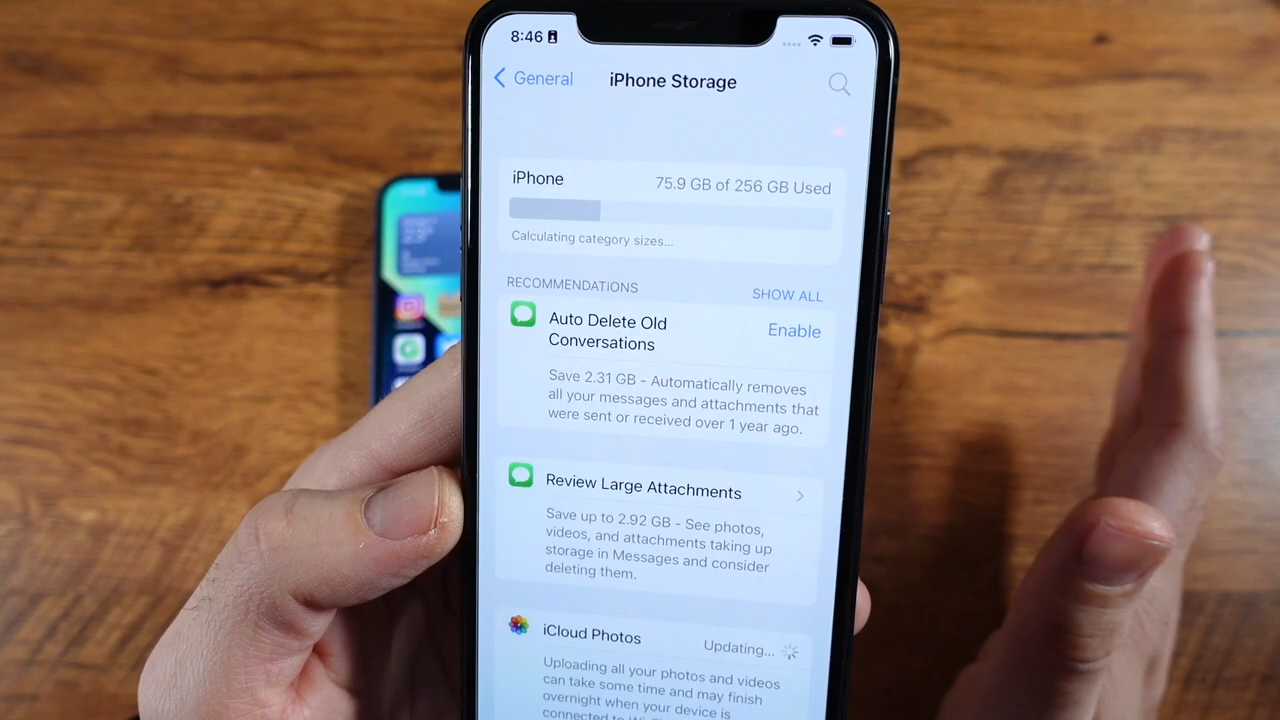 8:46
General
iPhone Storage
iPhone
75.9 GB of 256 GB Used
Calculating category sizes...
RECOMMENDATIONS
SHOW ALL
Auto Delete Old
Conversations
Enable
Save 2.31 GB - Automatically removes
all your messages and attachments that
were sent or received over 1 year ago.
Review Large Attachments
Save up to 2.92 GB - See photos,
videos, and attachments taking up
storage in Messages and consider
deleting them.
iCloud Photos
Updating...
Uploading all your photos and videos
can take some time and may finish
overnight when your device is
connected to